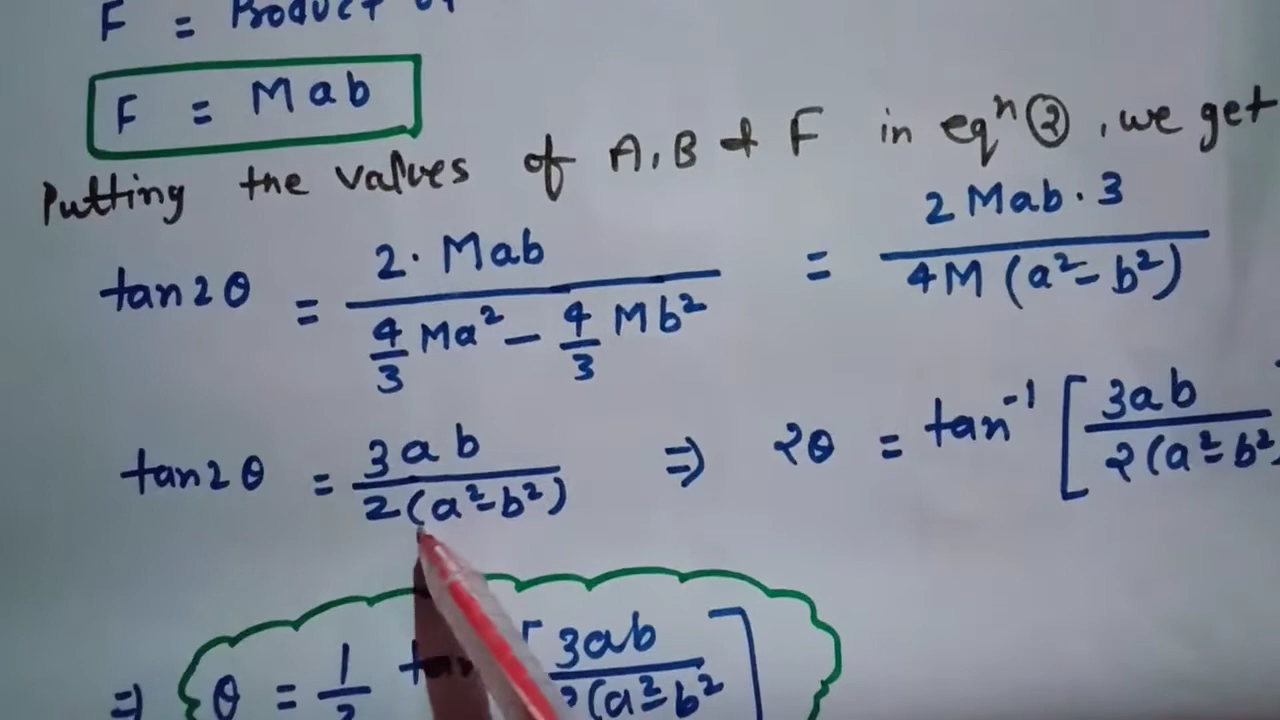 F = Product of
F = Mab
Putting the values of A, B & F in eqⁿ ②, we get
tan2θ = 2·Mab / (4/3 Ma² − 4/3 Mb²) = 2Mab·3 / 4M(a²−b²)
tan2θ = 3ab / 2(a²−b²) ⇒ 2θ = tan⁻¹ [3ab / 2(a²−b²
⇒ θ = 1/2 [3ab / 2(a²−b²]